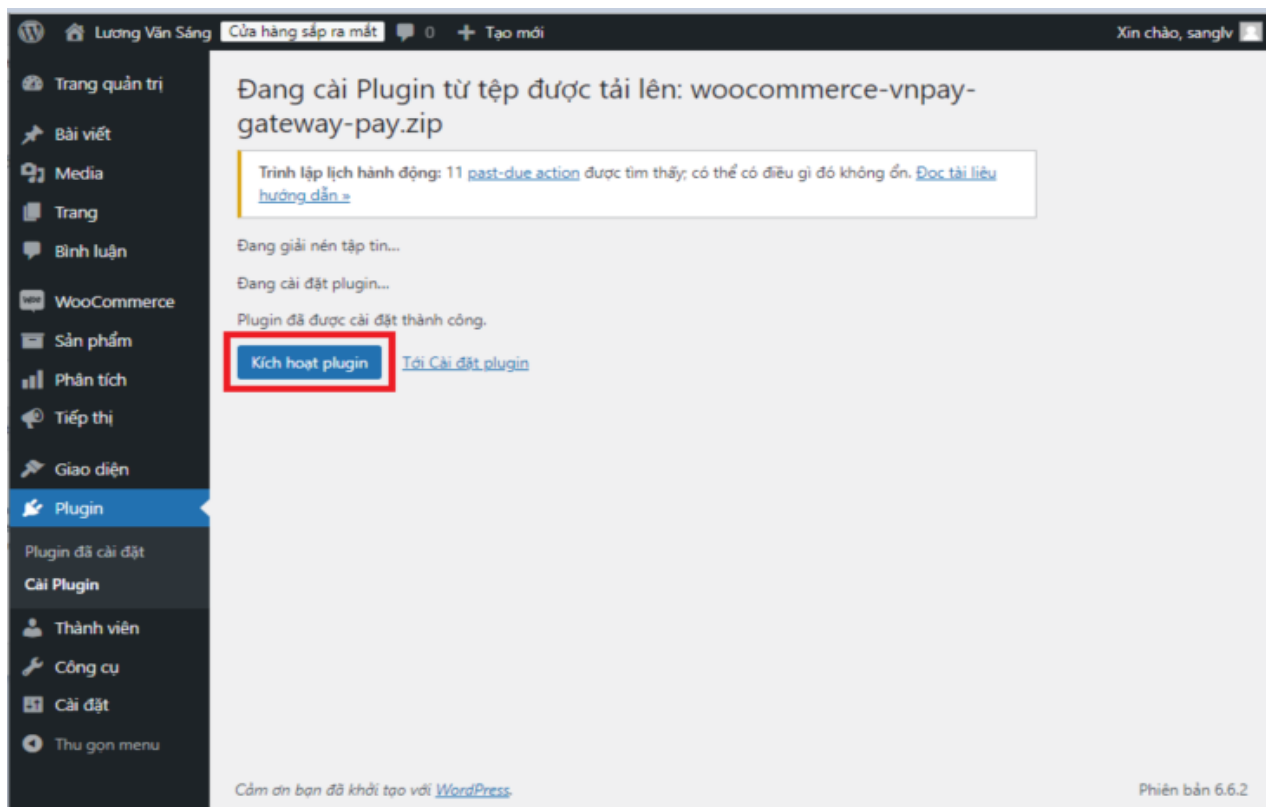 Lương Văn Sáng Cửa hàng sắp ra mắt 0 + Tạo mới Xin chào, sanglv
Trang quản trị
Bài viết
Media
Trang
Bình luận
WooCommerce
Sản phẩm
Phân tích
Tiếp thị
Giao diện
Plugin
Plugin đã cài đặt
Cài Plugin
Thành viên
Công cụ
Cài đặt
Thu gọn menu
Đang cài Plugin từ tệp được tải lên: woocommerce-vnpay-
gateway-pay.zip
Trình lập lịch hành động: 11 past-due action được tìm thấy; có thể có điều gì đó không ổn. Đọc tài liệu
hướng dẫn »
Đang giải nén tập tin...
Đang cài đặt plugin...
Plugin đã được cài đặt thành công.
Kích hoạt plugin Tới Cài đặt plugin
Cảm ơn bạn đã khởi tạo với WordPress. Phiên bản 6.6.2